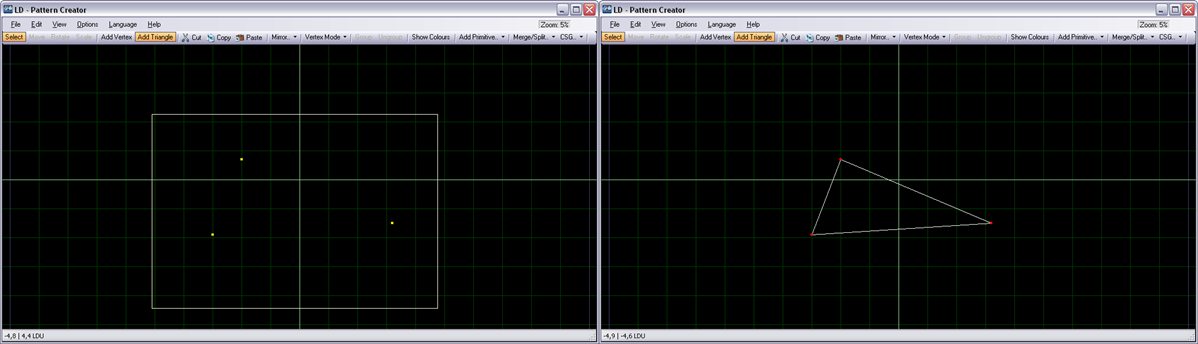 LD - Pattern Creator
File Edit View Options Language Help Zoom: 5%
Select Move Rotate Scale Add Vertex Add Triangle Cut Copy Paste Mirror.. Vertex Mode Group Ungroup Show Colours Add Primitive.. Merge/Split.. CSG..
-4,8 | 4,4 LDU
LD - Pattern Creator
File Edit View Options Language Help Zoom: 5%
Select Move Rotate Scale Add Vertex Add Triangle Cut Copy Paste Mirror.. Vertex Mode Group Ungroup Show Colours Add Primitive.. Merge/Split.. CSG..
-4,9 | -4,6 LDU